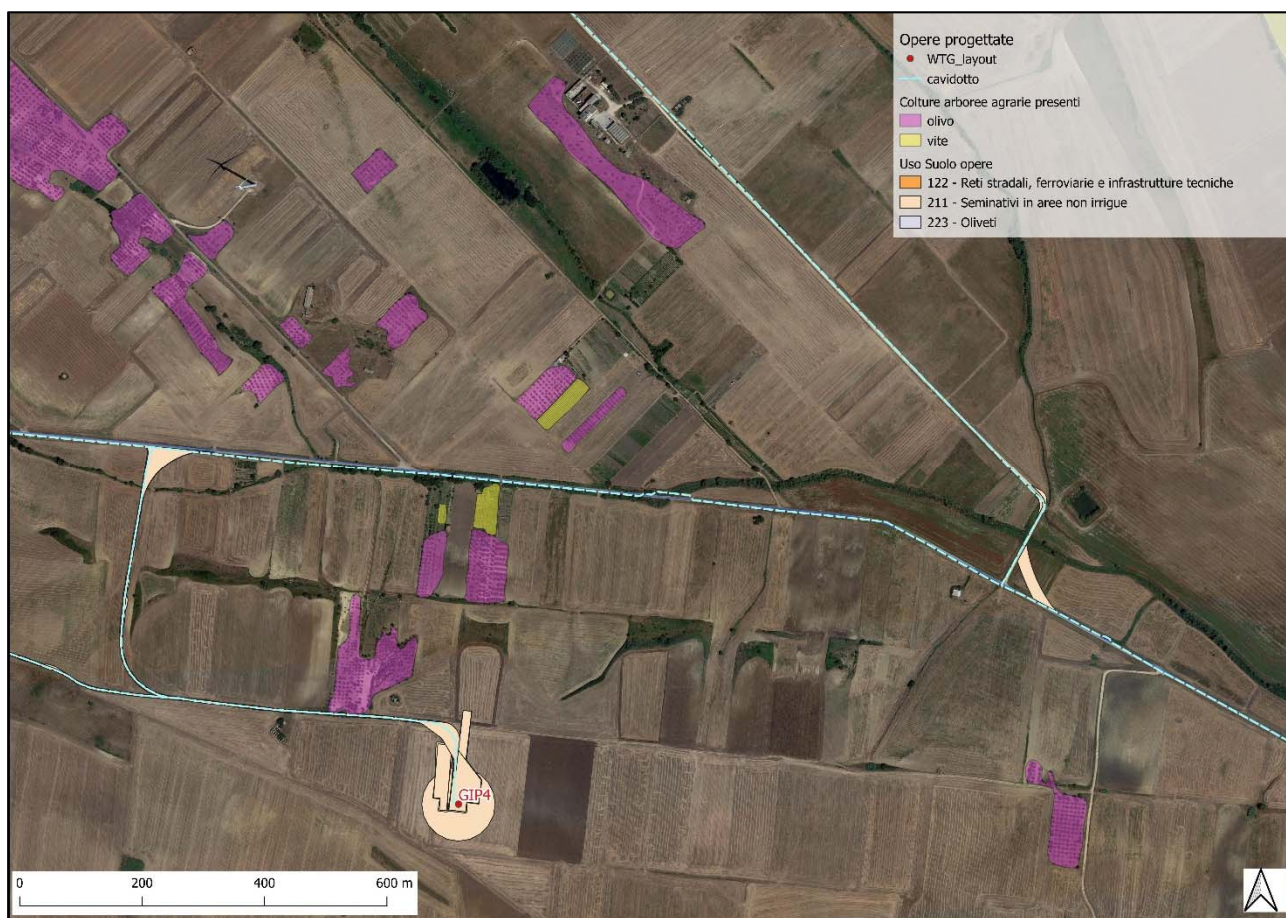 Opere progettate
WTG_layout
cavidotto
Colture arboree agrarie presenti
olivo
vite
Uso Suolo opere
122 - Reti stradali, ferroviarie e infrastrutture tecniche
211 - Seminativi in aree non irrigue
223 - Oliveti
GIP4
0 200 400 600 m